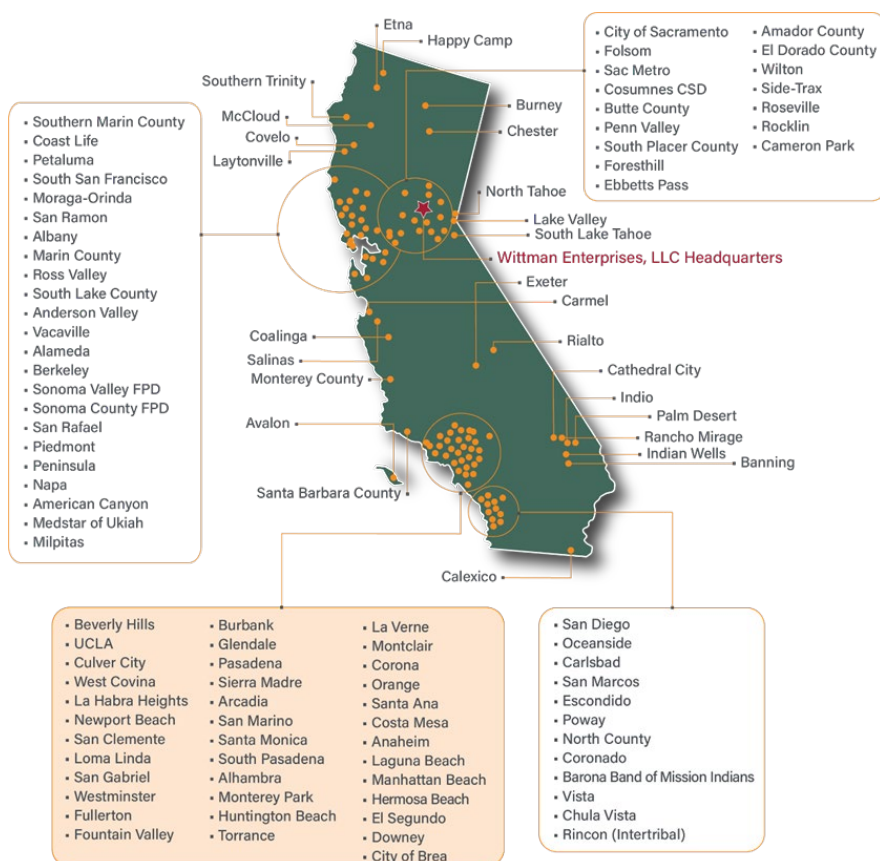 Etna
Happy Camp
Southern Trinity
McCloud
Covelo
Laytonville
Burney
Chester
North Tahoe
Lake Valley
South Lake Tahoe
Wittman Enterprises, LLC Headquarters
Exeter
Carmel
Coalinga
Rialto
Salinas
Monterey County
Cathedral City
Indio
Palm Desert
Avalon
Rancho Mirage
Indian Wells
Banning
Santa Barbara County
Calexico
▪ City of Sacramento
▪ Folsom
▪ Sac Metro
▪ Cosumnes CSD
▪ Butte County
▪ Penn Valley
▪ South Placer County
▪ Foresthill
▪ Ebbetts Pass
▪ Amador County
▪ El Dorado County
▪ Wilton
▪ Side-Trax
▪ Roseville
▪ Rocklin
▪ Cameron Park
▪ Southern Marin County
▪ Coast Life
▪ Petaluma
▪ South San Francisco
▪ Moraga-Orinda
▪ San Ramon
▪ Albany
▪ Marin County
▪ Ross Valley
▪ South Lake County
▪ Anderson Valley
▪ Vacaville
▪ Alameda
▪ Berkeley
▪ Sonoma Valley FPD
▪ Sonoma County FPD
▪ San Rafael
▪ Piedmont
▪ Peninsula
▪ Napa
▪ American Canyon
▪ Medstar of Ukiah
▪ Milpitas
▪ Beverly Hills
▪ UCLA
▪ Culver City
▪ West Covina
▪ La Habra Heights
▪ Newport Beach
▪ San Clemente
▪ Loma Linda
▪ San Gabriel
▪ Westminster
▪ Fullerton
▪ Fountain Valley
▪ Burbank
▪ Glendale
▪ Pasadena
▪ Sierra Madre
▪ Arcadia
▪ San Marino
▪ Santa Monica
▪ South Pasadena
▪ Alhambra
▪ Monterey Park
▪ Huntington Beach
▪ Torrance
▪ La Verne
▪ Montclair
▪ Corona
▪ Orange
▪ Santa Ana
▪ Costa Mesa
▪ Anaheim
▪ Laguna Beach
▪ Manhattan Beach
▪ Hermosa Beach
▪ El Segundo
▪ Downey
▪ City of Brea
▪ San Diego
▪ Oceanside
▪ Carlsbad
▪ San Marcos
▪ Escondido
▪ Poway
▪ North County
▪ Coronado
▪ Barona Band of Mission Indians
▪ Vista
▪ Chula Vista
▪ Rincon (Intertribal)